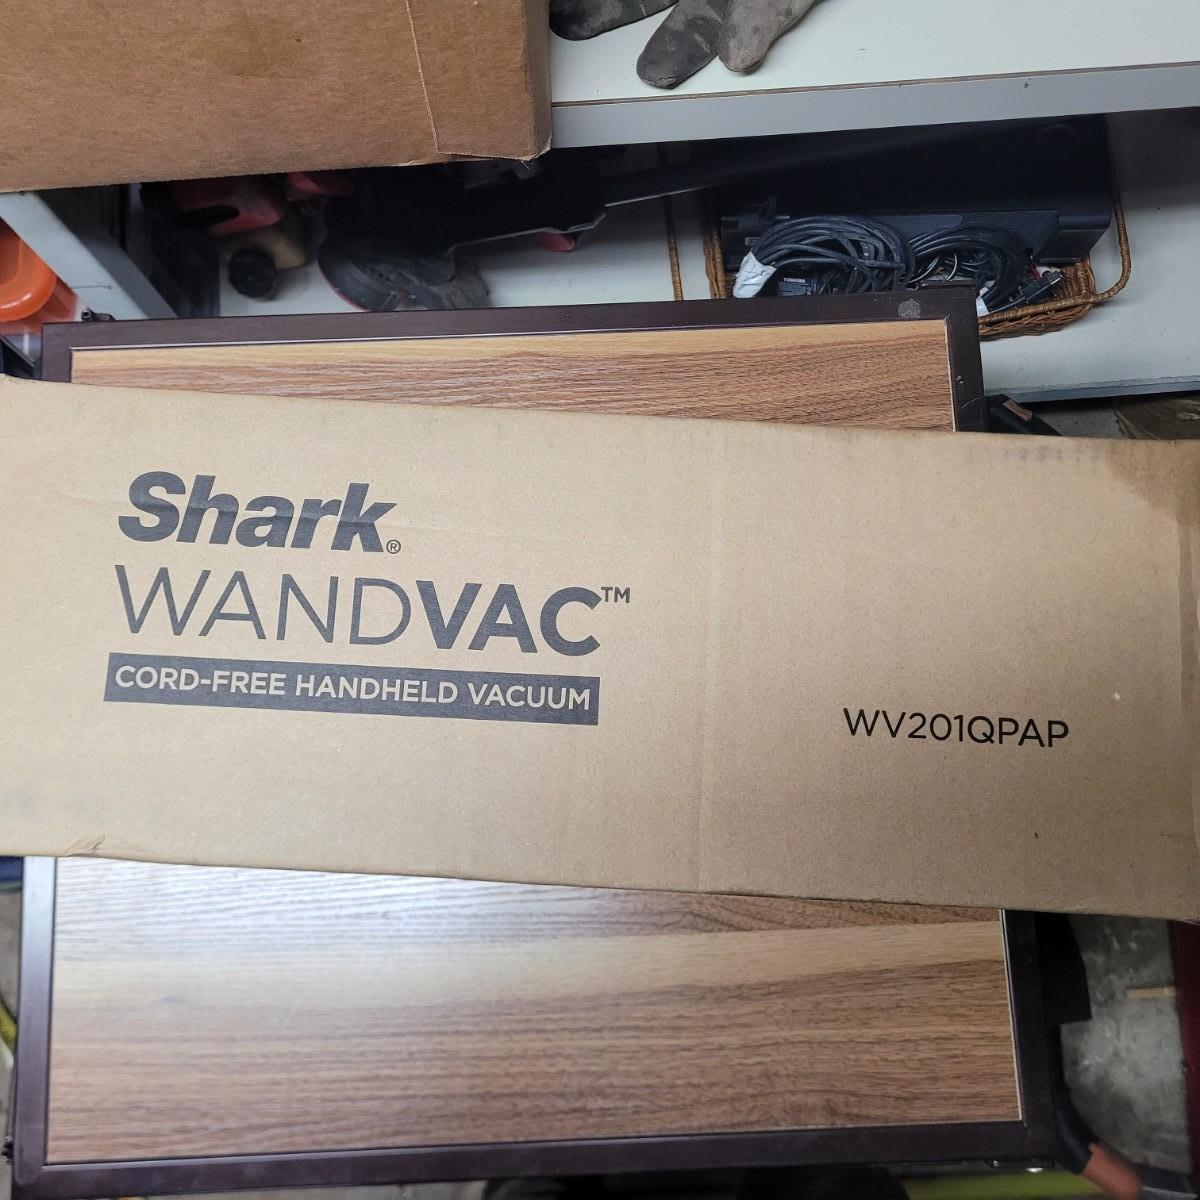 Shark®
WANDVAC™
CORD-FREE HANDHELD VACUUM
WV201QPAP